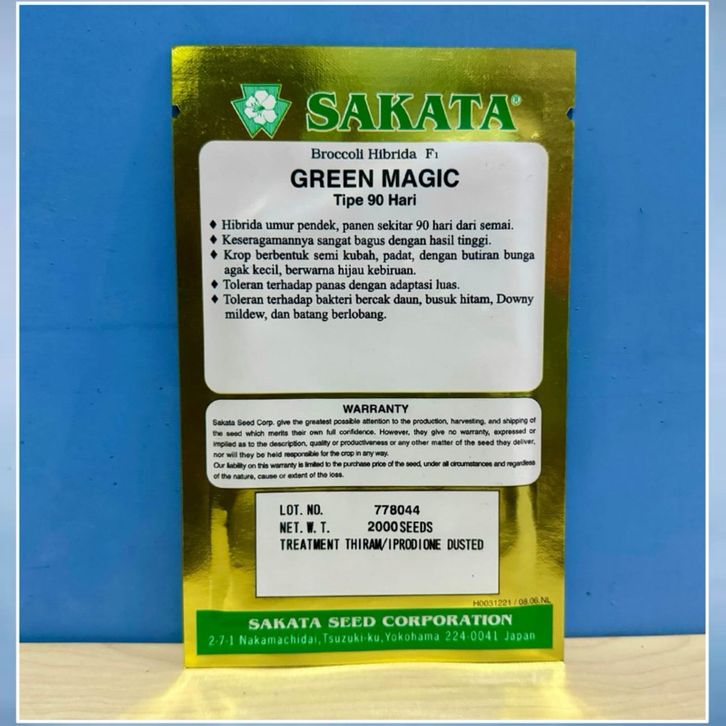 SAKATA®
Broccoli Hibrida F1
GREEN MAGIC
Tipe 90 Hari
♦ Hibrida umur pendek, panen sekitar 90 hari dari semai.
♦ Keseragamannya sangat bagus dengan hasil tinggi.
♦ Krop berbentuk semi kubah, padat, dengan butiran bunga
agak kecil, berwarna hijau kebiruan.
♦ Toleran terhadap panas dengan adaptasi luas.
♦ Toleran terhadap bakteri bercak daun, busuk hitam, Downy
mildew, dan batang berlobang.
WARRANTY
Sakata Seed Corp. give the greatest possible attention to the production, harvesting, and shipping of
the seed which merits their own full confidence. However, they give no warranty, expressed or
implied as to the description, quality or productiveness or any other matter of the seed they deliver,
nor will they be held responsible for the crop in any way.
Our liability on this warranty is limited to the purchase price of the seed, under all circumstances and regardless
of the nature, cause or extent of the loss.
LOT. NO. 778044
NET. W. T. 2000 SEEDS
TREATMENT THIRAM/IPRODIONE DUSTED
H0031221 / 08.06.NL
SAKATA SEED CORPORATION
2-7-1 Nakamachidai,Tsuzuki-ku,Yokohama 224-0041 Japan